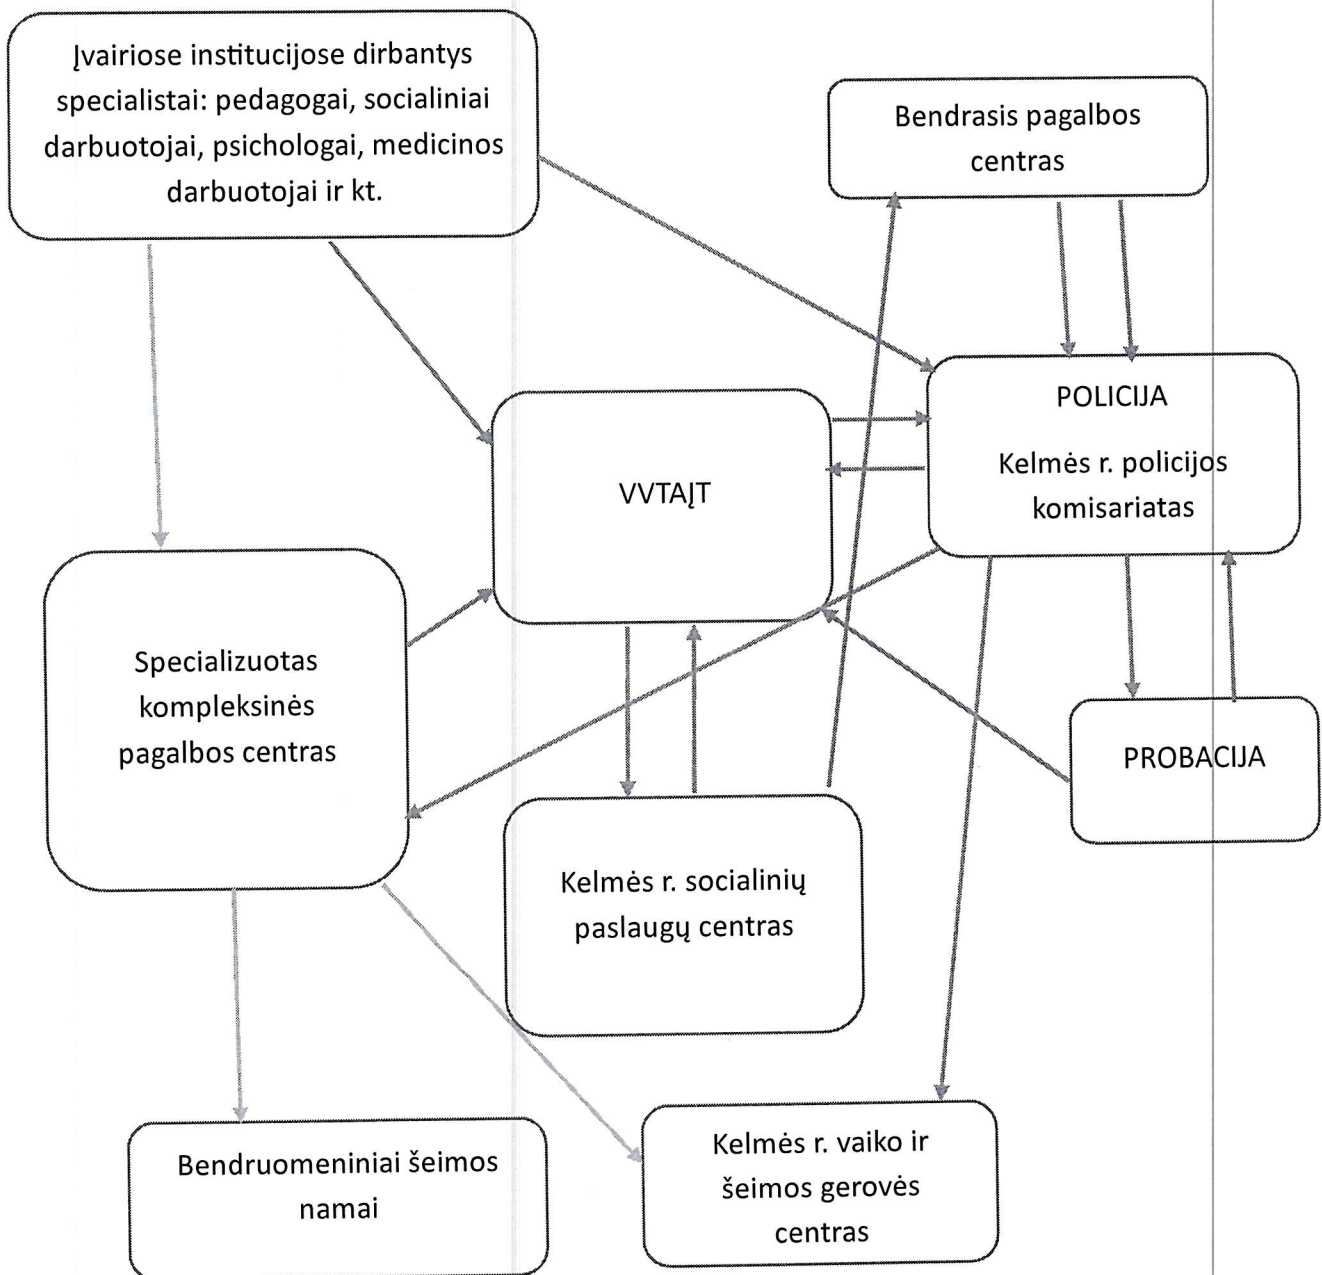 Įvairiose institucijose dirbantys
specialistai: pedagogai, socialiniai
darbuotojai, psichologai, medicinos
darbuotojai ir kt.
Bendrasis pagalbos
centras
POLICIJA
Kelmės r. policijos
komisariatas
VVTAĮT
Specializuotas
kompleksinės
pagalbos centras
PROBACIJA
Kelmės r. socialinių
paslaugų centras
Bendruomeniniai šeimos
namai
Kelmės r. vaiko ir
šeimos gerovės
centras